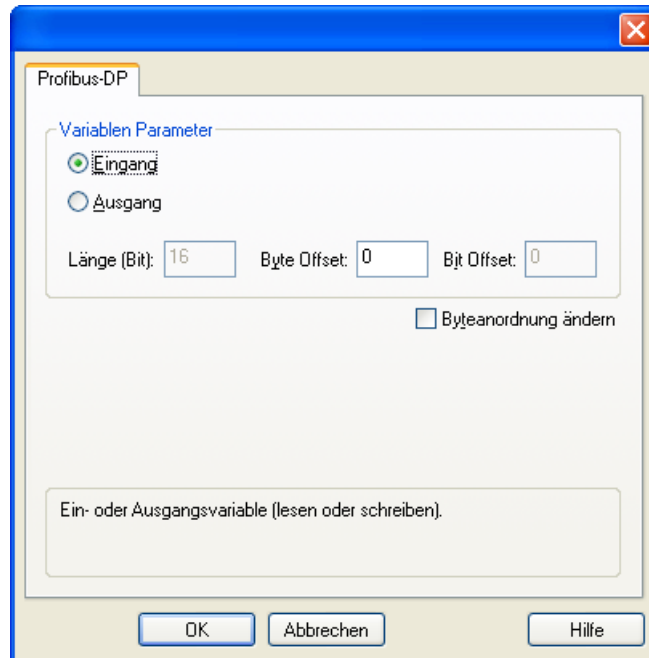 Profibus-DP
Variablen Parameter
Eingang
Ausgang
Länge (Bit): 16 Byte Offset: 0 Bit Offset: 0
Byteanordnung ändern
Ein- oder Ausgangsvariable (lesen oder schreiben).
OK Abbrechen Hilfe